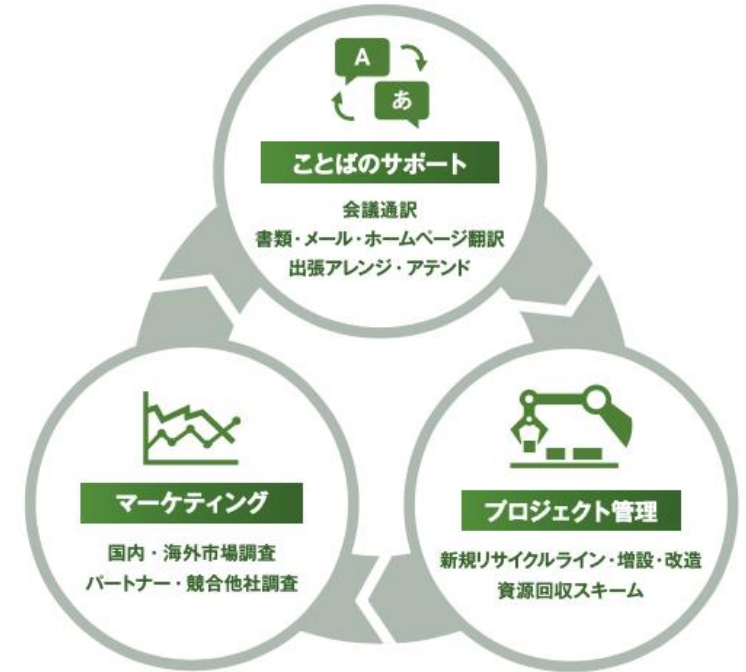 A
あ
ことばのサポート
会議通訳
書類・メール・ホームページ翻訳
出張アレンジ・アテンド
マーケティング
国内・海外市場調査
パートナー・競合他社調査
プロジェクト管理
新規リサイクルライン・増設・改造
資源回収スキーム